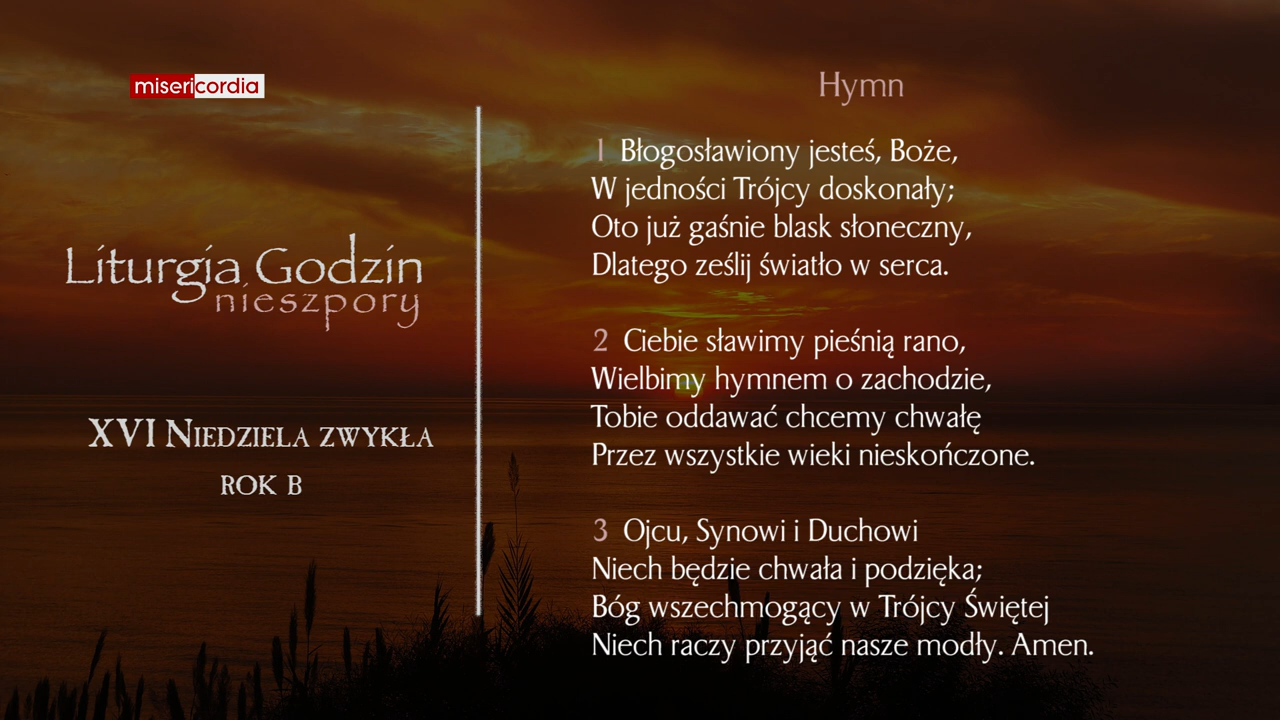 misericordia
Liturgia Godzin
nieszpory
XVI Niedziela zwykła
rok B
Hymn
1 Błogosławiony jesteś, Boże,
W jedności Trójcy doskonały;
Oto już gaśnie blask słoneczny,
Dlatego ześlij światło w serca.
2 Ciebie sławimy pieśnią rano,
Wielbimy hymnem o zachodzie,
Tobie oddawać chcemy chwałę
Przez wszystkie wieki nieskończone.
3 Ojcu, Synowi i Duchowi
Niech będzie chwała i podzięka;
Bóg wszechmogący w Trójcy Świętej
Niech raczy przyjąć nasze modły. Amen.